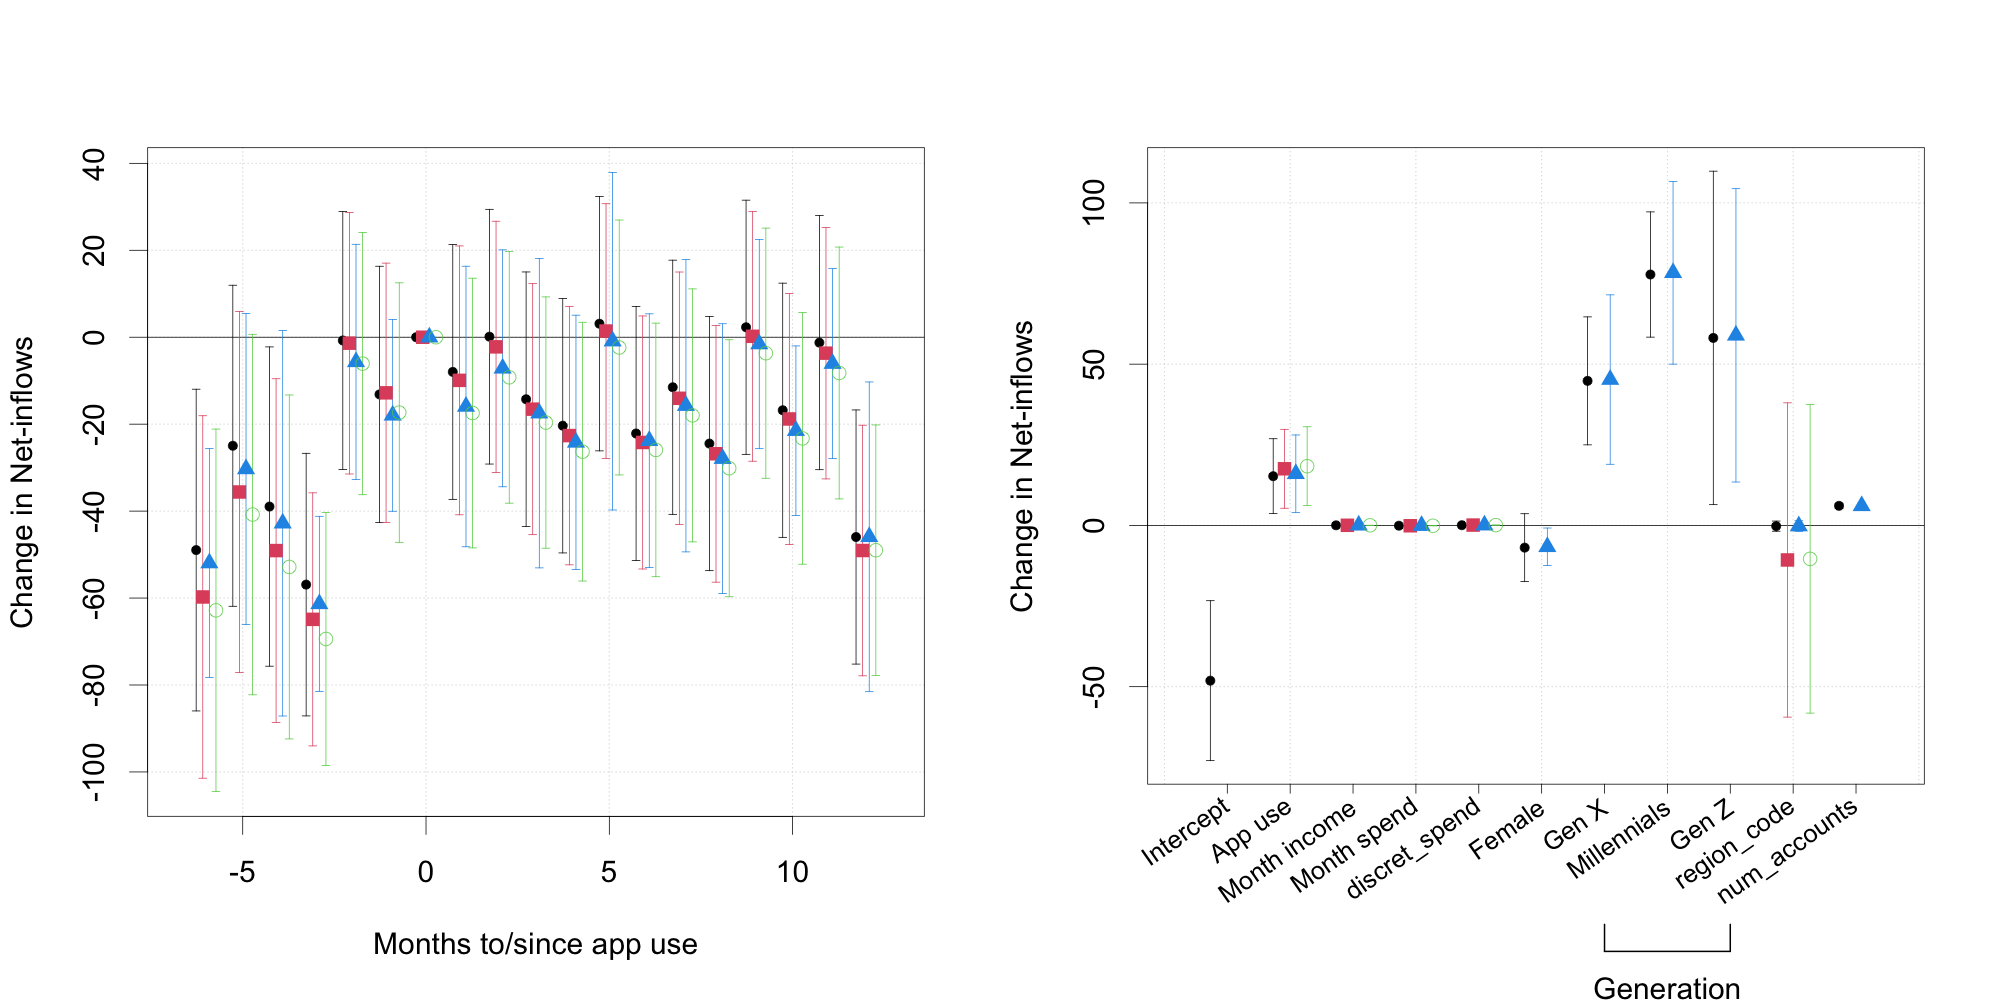 Change in Net-inflows
40
20
0
-20
-40
-60
-80
-100
-5
0
5
10
Months to/since app use
Change in Net-inflows
100
50
0
-50
Intercept
App use
Month income
Month spend
discret_spend
Female
Gen X
Millennials
Gen Z
region_code
num_accounts
Generation